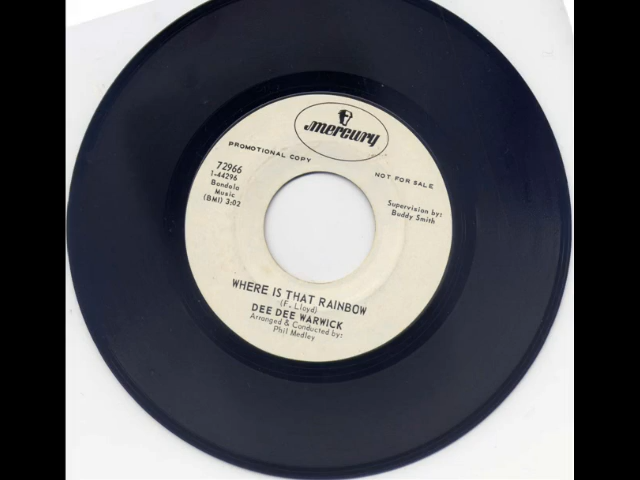 mercury
PROMOTIONAL COPY
NOT FOR SALE
72966
1-44296
Bondolo
Music
(BMI) 3:02
Supervision by:
Buddy Smith
WHERE IS THAT RAINBOW
(F. Lloyd)
DEE DEE WARWICK
Arranged & Conducted by:
Phil Medley